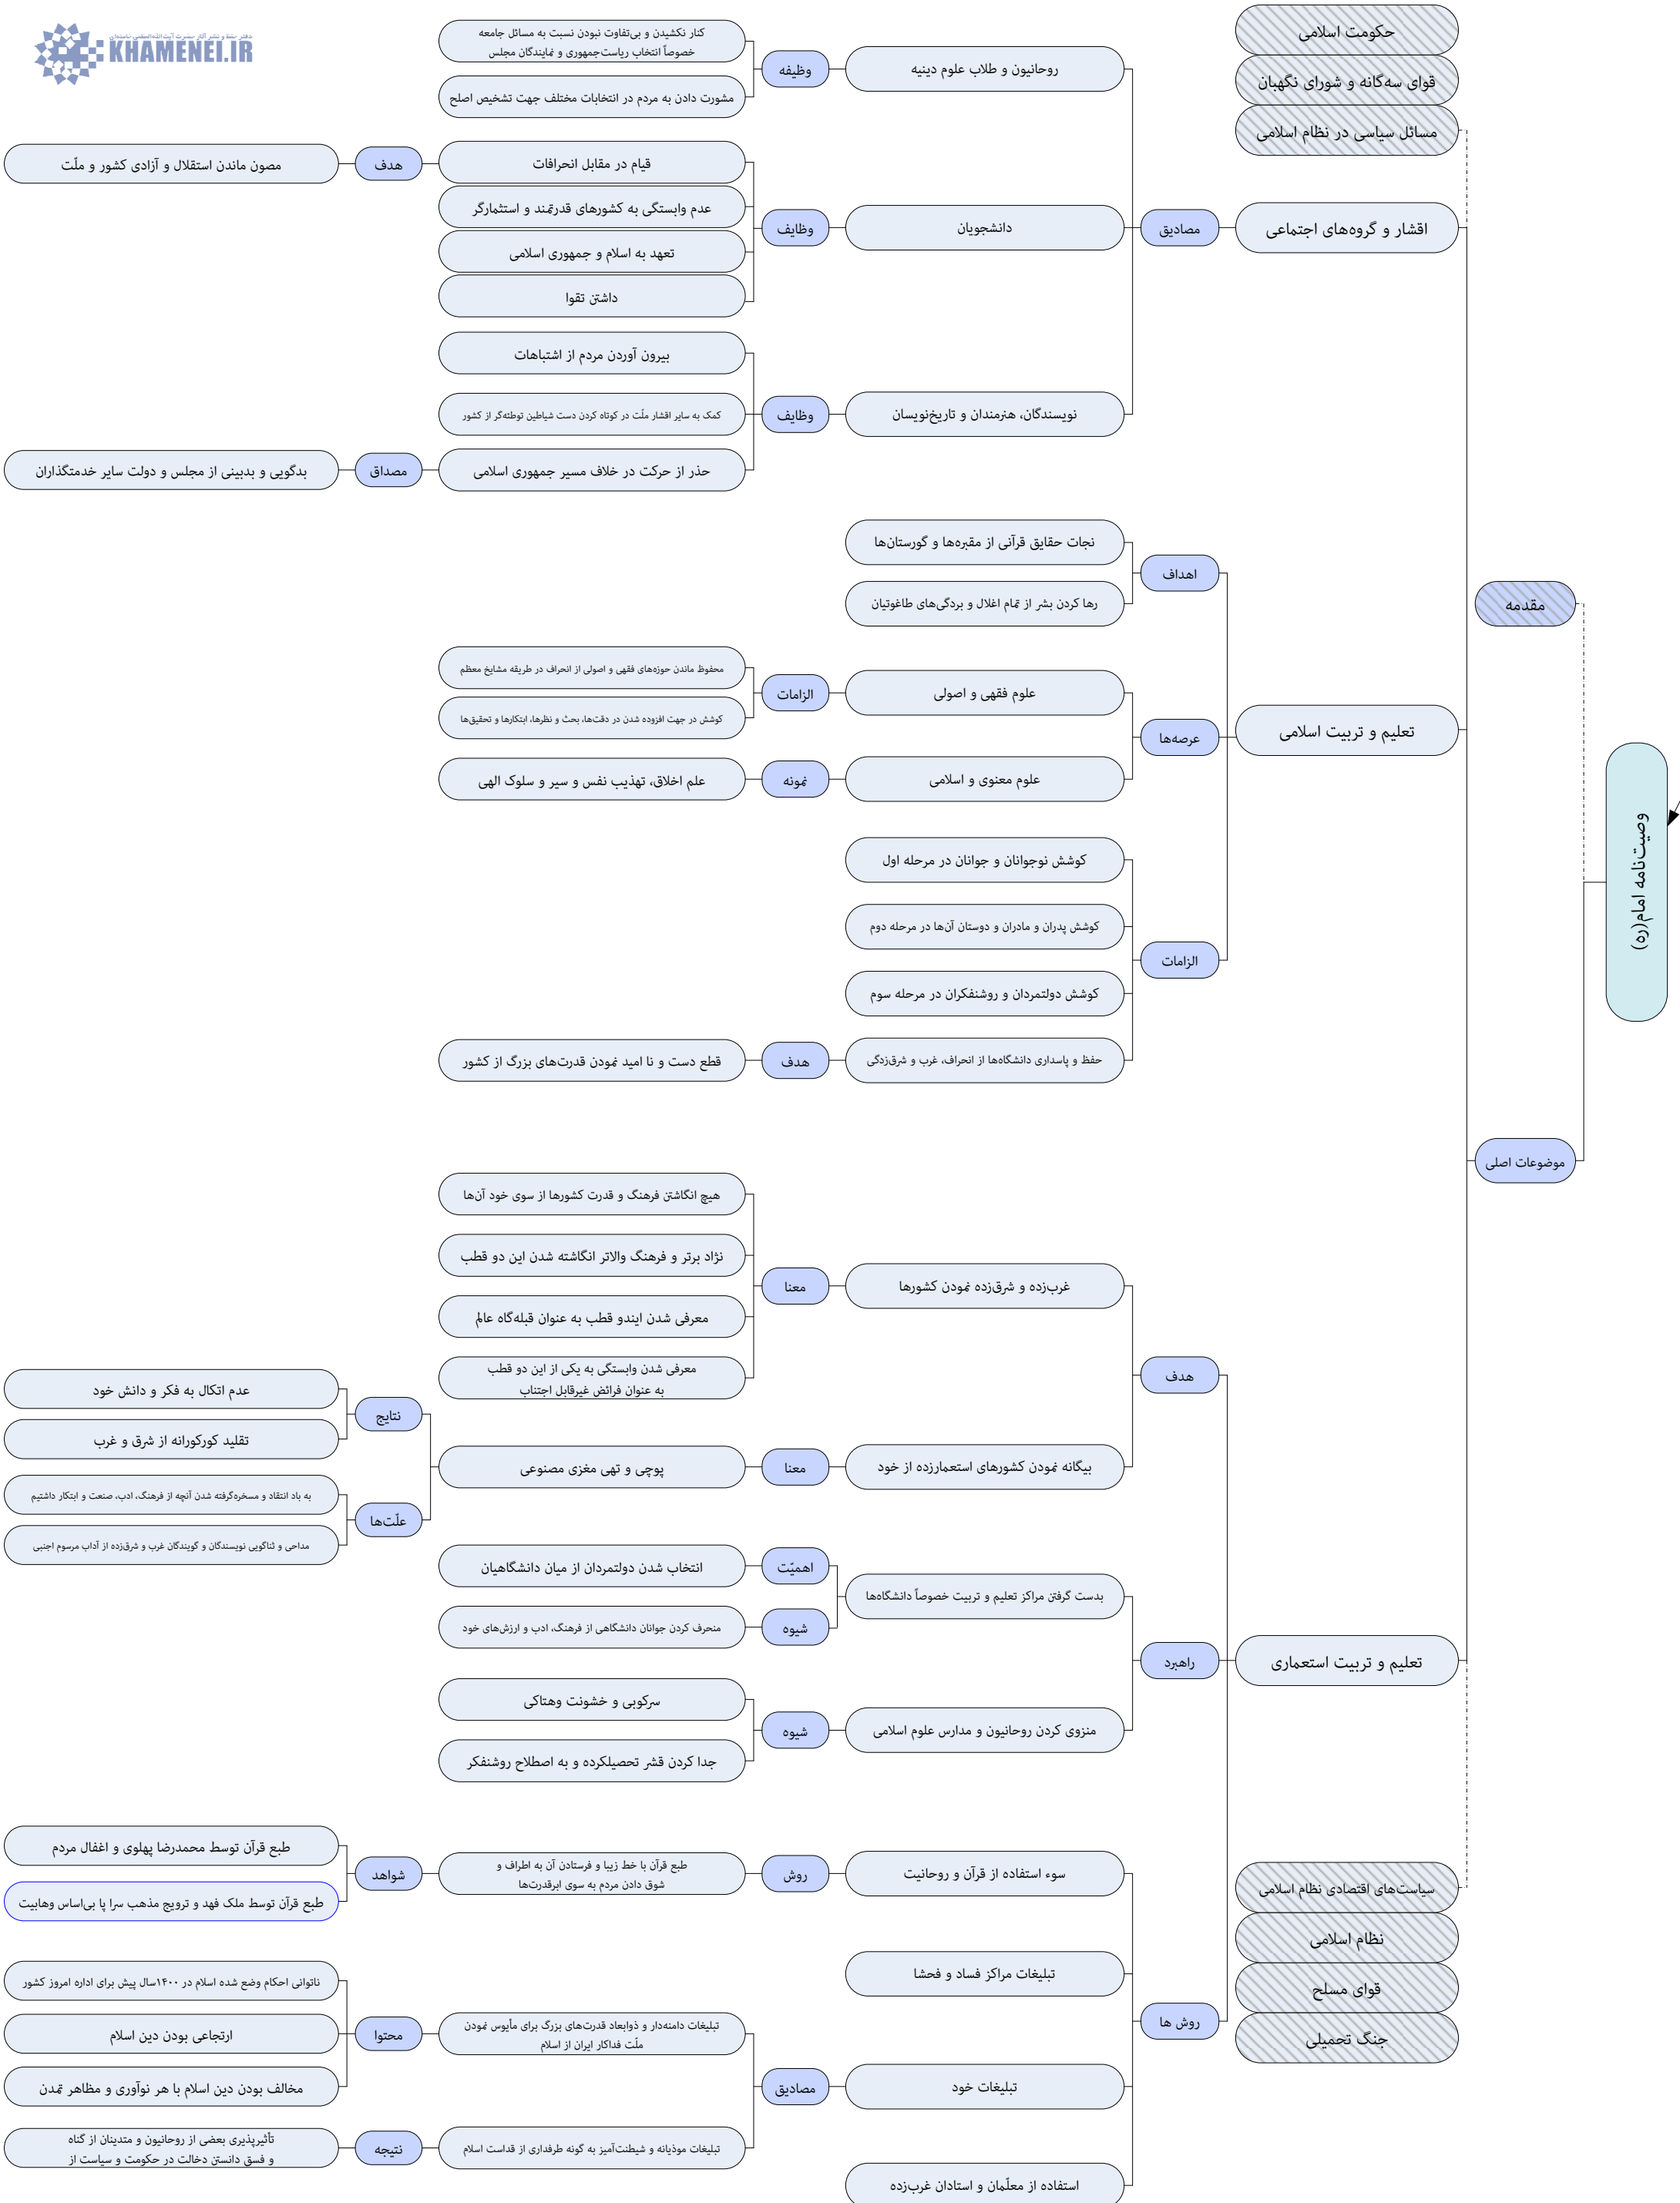 دفتر حفظ و نشر آثار حضرت آیت‌الله‌العظمی خامنه‌ای
KHAMENEI.IR
وصیت‌نامه امام(ره)
مقدمه
موضوعات اصلی
حکومت اسلامی
قوای سه‌گانه و شورای نگهبان
مسائل سیاسی در نظام اسلامی
اقشار و گروه‌های اجتماعی
مصادیق
روحانیون و طلاب علوم دینیه
وظیفه
کنار نکشیدن و بی‌تفاوت نبودن نسبت به مسائل جامعه
خصوصاً انتخاب ریاست‌جمهوری و نمایندگان مجلس
مشورت دادن به مردم در انتخابات مختلف جهت تشخیص اصلح
دانشجویان
وظایف
قیام در مقابل انحرافات
هدف
مصون ماندن استقلال و آزادی کشور و ملّت
عدم وابستگی به کشورهای قدرتمند و استثمارگر
تعهد به اسلام و جمهوری اسلامی
داشتن تقوا
نویسندگان، هنرمندان و تاریخ‌نویسان
وظایف
بیرون آوردن مردم از اشتباهات
کمک به سایر اقشار ملّت در کوتاه کردن دست شیاطین توطئه‌گر از کشور
حذر از حرکت در خلاف مسیر جمهوری اسلامی
مصداق
بدگویی و بدبینی از مجلس و دولت سایر خدمتگذاران
تعلیم و تربیت اسلامی
اهداف
نجات حقایق قرآنی از مقبره‌ها و گورستان‌ها
رها کردن بشر از تمام اغلال و بردگی‌های طاغوتیان
عرصه‌ها
علوم فقهی و اصولی
الزامات
محفوظ ماندن حوزه‌های فقهی و اصولی از انحراف در طریقه مشایخ معظم
کوشش در جهت افزوده شدن در دقت‌ها، بحث و نظرها، ابتکارها و تحقیق‌ها
علوم معنوی و اسلامی
نمونه
علم اخلاق، تهذیب نفس و سیر و سلوک الهی
الزامات
کوشش نوجوانان و جوانان در مرحله اول
کوشش پدران و مادران و دوستان آن‌ها در مرحله دوم
کوشش دولتمردان و روشنفکران در مرحله سوم
حفظ و پاسداری دانشگاه‌ها از انحراف، غرب و شرق‌زدگی
هدف
قطع دست و نا امید نمودن قدرت‌های بزرگ از کشور
تعلیم و تربیت استعماری
هدف
غرب‌زده و شرق‌زده نمودن کشورها
معنا
هیچ انگاشتن فرهنگ و قدرت کشورها از سوی خود آن‌ها
نژاد برتر و فرهنگ والاتر انگاشته شدن این دو قطب
معرفی شدن ایندو قطب به عنوان قبله‌گاه عالم
معرفی شدن وابستگی به یکی از این دو قطب
به عنوان فرائض غیرقابل اجتناب
بیگانه نمودن کشورهای استعمارزده از خود
معنا
پوچی و تهی مغزی مصنوعی
نتایج
عدم اتکال به فکر و دانش خود
تقلید کورکورانه از شرق و غرب
علّت‌ها
به باد انتقاد و مسخره‌گرفته شدن آنچه از فرهنگ، ادب، صنعت و ابتکار داشتیم
مداحی و ثناگویی نویسندگان و گویندگان غرب و شرق‌زده از آداب مرسوم اجنبی
راهبرد
بدست گرفتن مراکز تعلیم و تربیت خصوصاً دانشگاه‌ها
اهمیّت
انتخاب شدن دولتمردان از میان دانشگاهیان
شیوه
منحرف کردن جوانان دانشگاهی از فرهنگ، ادب و ارزش‌های خود
منزوی کردن روحانیون و مدارس علوم اسلامی
شیوه
سرکوبی و خشونت وهتاکی
جدا کردن قشر تحصیلکرده و به اصطلاح روشنفکر
روش ها
سوء استفاده از قرآن و روحانیت
روش
طبع قرآن با خط زیبا و فرستادن آن به اطراف و
شوق دادن مردم به سوی ابرقدرت‌ها
شواهد
طبع قرآن توسط محمدرضا پهلوی و اغفال مردم
طبع قرآن توسط ملک فهد و ترویج مذهب سرا پا بی‌اساس وهابیت
تبلیغات مراکز فساد و فحشا
تبلیغات خود
مصادیق
تبلیغات دامنه‌دار و ذوابعاد قدرت‌های بزرگ برای مأیوس نمودن
ملّت فداکار ایران از اسلام
محتوا
ناتوانی احکام وضع شده اسلام در ۱۴۰۰سال پیش برای اداره امروز کشور
ارتجاعی بودن دین اسلام
مخالف بودن دین اسلام با هر نوآوری و مظاهر تمدن
تبلیغات موذیانه و شیطنت‌آمیز به گونه طرفداری از قداست اسلام
نتیجه
تأثیرپذیری بعضی از روحانیون و متدینان از گناه
و فسق دانستن دخالت در حکومت و سیاست از
استفاده از معلّمان و استادان غرب‌زده
سیاست‌های اقتصادی نظام اسلامی
نظام اسلامی
قوای مسلح
جنگ تحمیلی